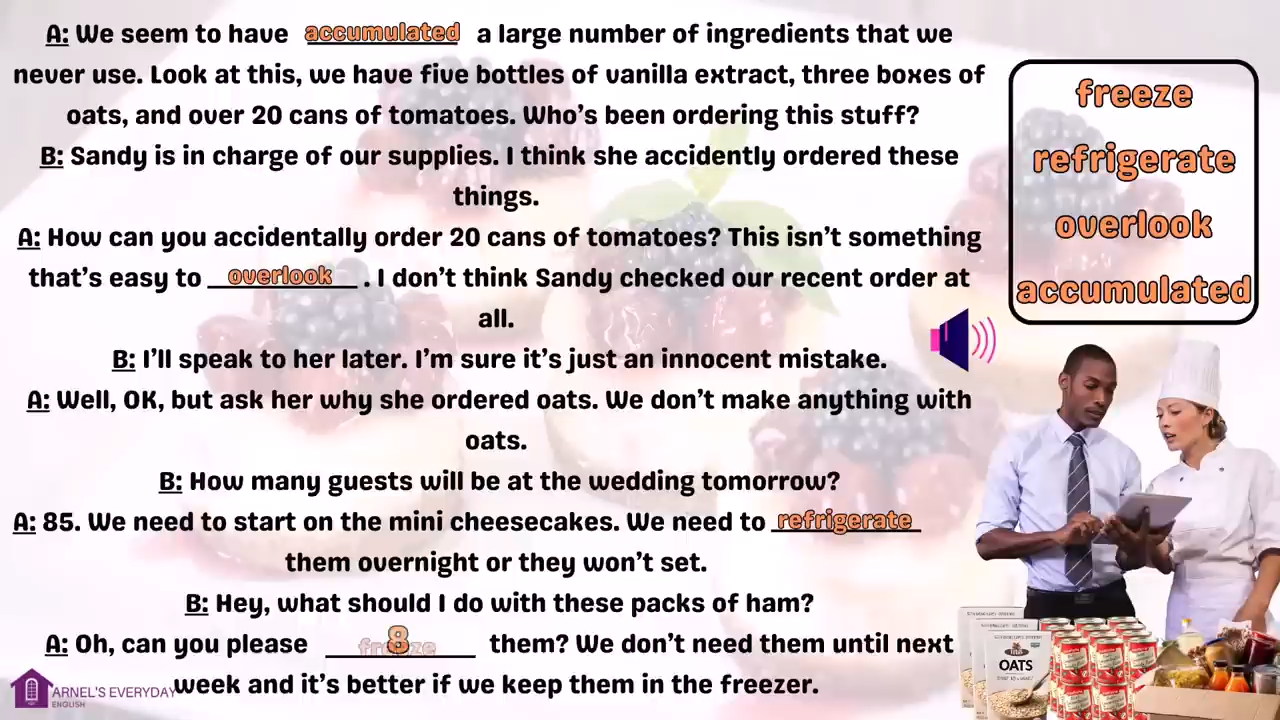 A: We seem to have accumulated a large number of ingredients that we
never use. Look at this, we have five bottles of vanilla extract, three boxes of
oats, and over 20 cans of tomatoes. Who's been ordering this stuff?
B: Sandy is in charge of our supplies. I think she accidently ordered these
things.
A: How can you accidentally order 20 cans of tomatoes? This isn't something
that's easy to overlook. I don't think Sandy checked our recent order at
all.
B: I'll speak to her later. I'm sure it's just an innocent mistake.
A: Well, OK, but ask her why she ordered oats. We don't make anything with
oats.
B: How many guests will be at the wedding tomorrow?
A: 85. We need to start on the mini cheesecakes. We need to refrigerate
them overnight or they won't set.
B: Hey, what should I do with these packs of ham?
A: Oh, can you please freeze 8 them? We don't need them until next
week and it's better if we keep them in the freezer.
freeze
refrigerate
overlook
accumulated
OATS
ARNEL'S EVERYDAY
ENGLISH